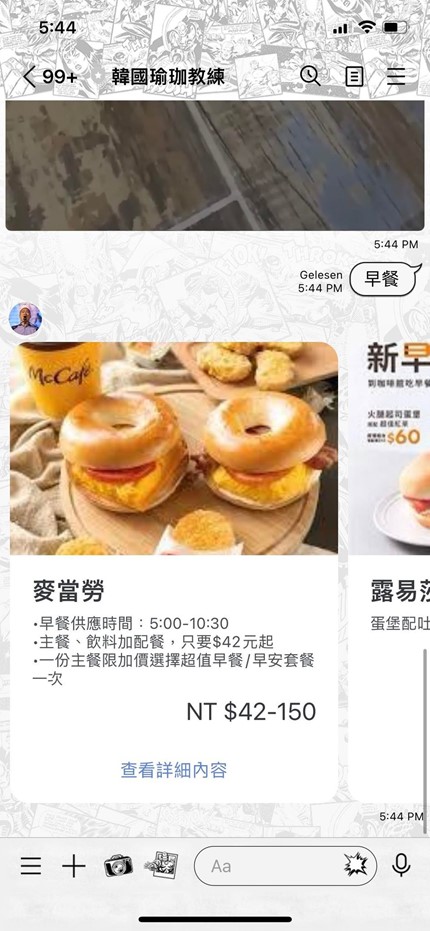 5:44
99+ 韓國瑜珈教練
5:44 PM
Gelesen
5:44 PM
早餐
McCafé
麥當勞
•早餐供應時間：5:00-10:30
•主餐、飲料加配餐，只要$42元起
•一份主餐限加價選擇超值早餐/早安套餐
一次
NT $42-150
查看詳細內容
新早
到咖啡館吃早餐
火腿起司蛋堡
$60
露易莎
蛋堡配吐
5:44 PM
Aa